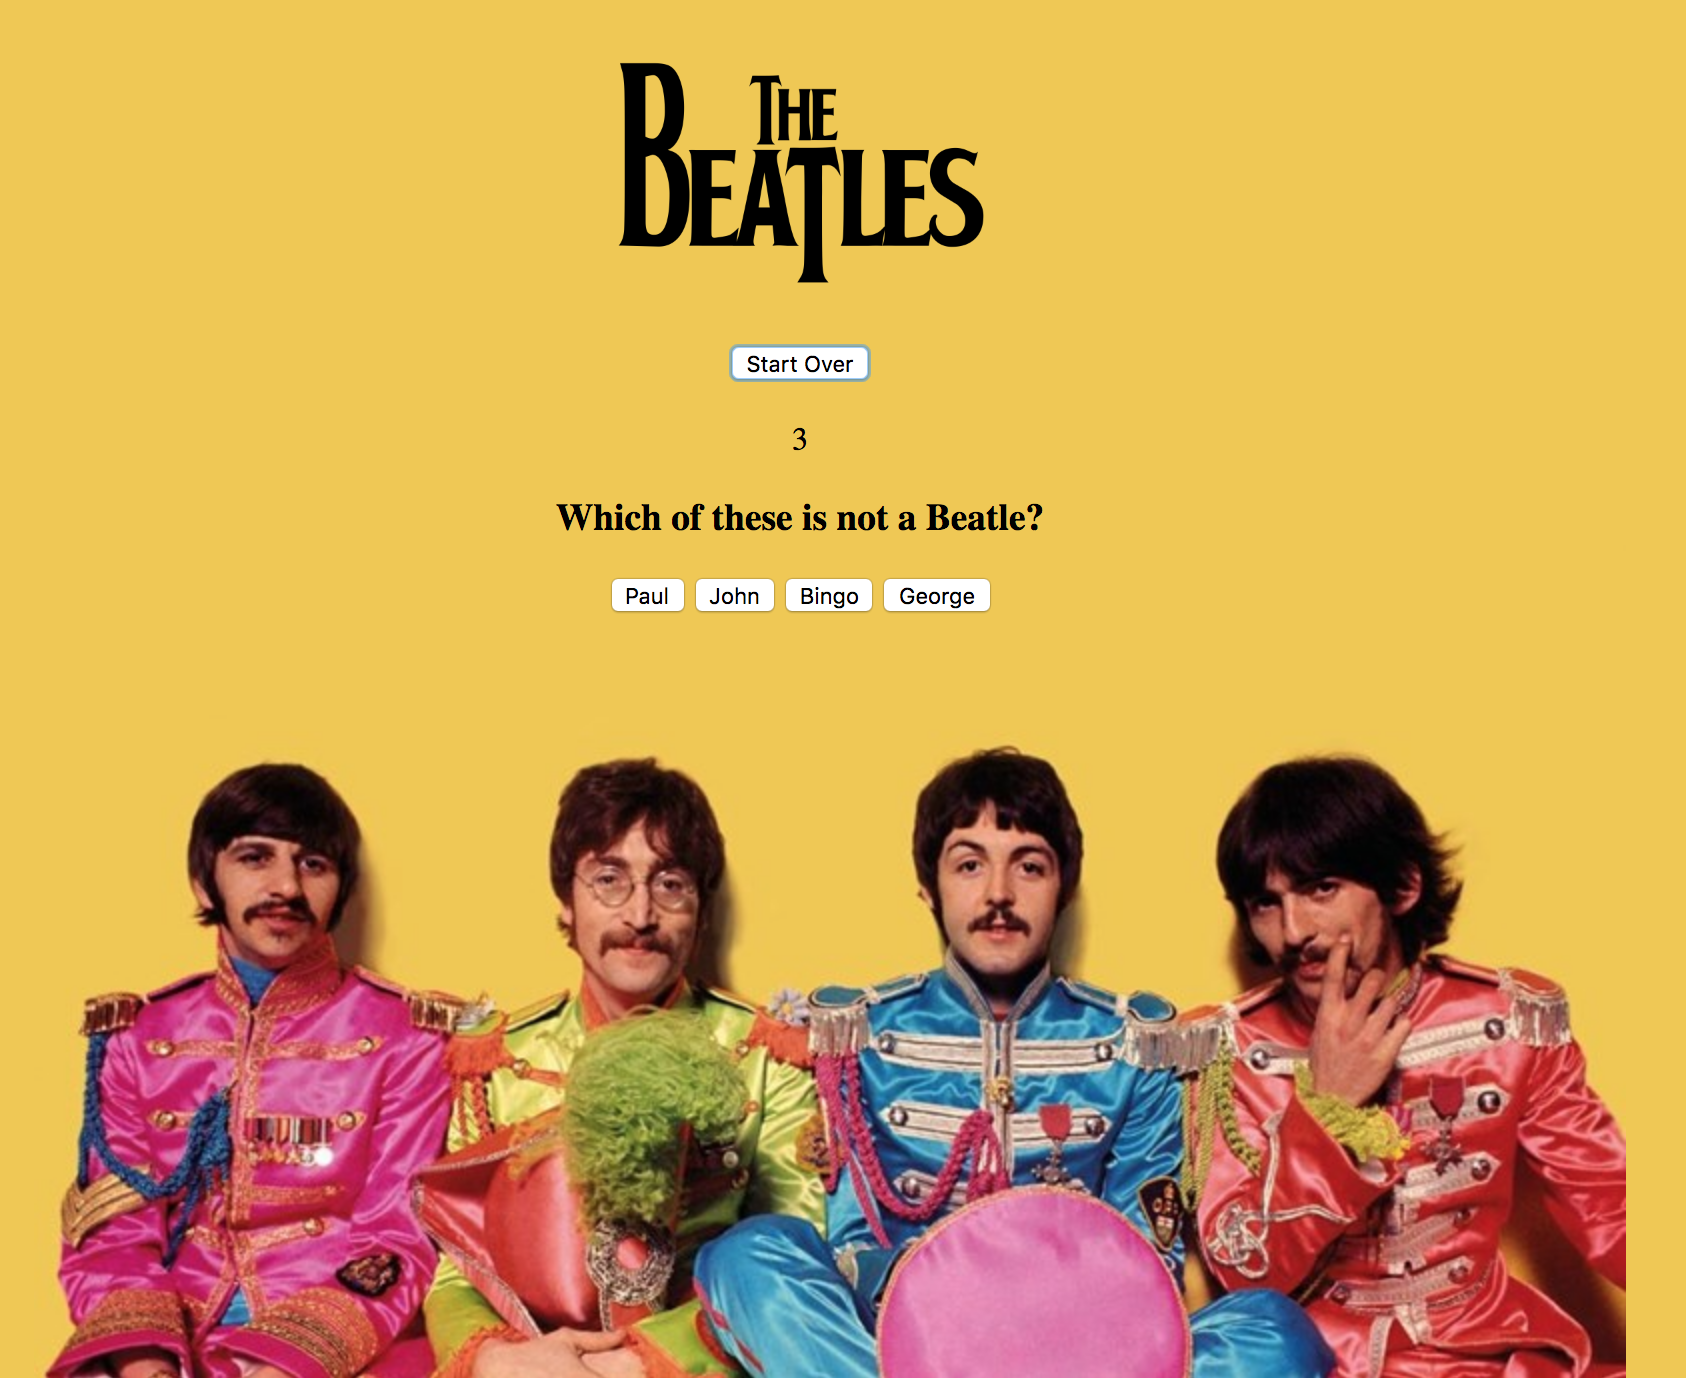 THE
BEATLES
Start Over
3
Which of these is not a Beatle?
Paul John Bingo George